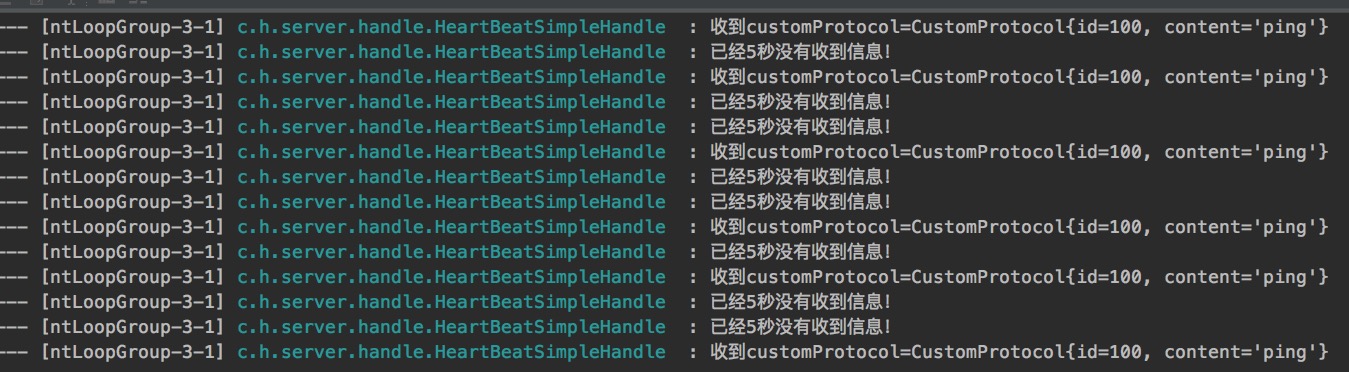 --- [ntLoopGroup-3-1] c.h.server.handle.HeartBeatSimpleHandle : 收到customProtocol=CustomProtocol{id=100, content='ping'}
--- [ntLoopGroup-3-1] c.h.server.handle.HeartBeatSimpleHandle : 已经5秒没有收到信息!
--- [ntLoopGroup-3-1] c.h.server.handle.HeartBeatSimpleHandle : 收到customProtocol=CustomProtocol{id=100, content='ping'}
--- [ntLoopGroup-3-1] c.h.server.handle.HeartBeatSimpleHandle : 已经5秒没有收到信息!
--- [ntLoopGroup-3-1] c.h.server.handle.HeartBeatSimpleHandle : 已经5秒没有收到信息!
--- [ntLoopGroup-3-1] c.h.server.handle.HeartBeatSimpleHandle : 收到customProtocol=CustomProtocol{id=100, content='ping'}
--- [ntLoopGroup-3-1] c.h.server.handle.HeartBeatSimpleHandle : 已经5秒没有收到信息!
--- [ntLoopGroup-3-1] c.h.server.handle.HeartBeatSimpleHandle : 已经5秒没有收到信息!
--- [ntLoopGroup-3-1] c.h.server.handle.HeartBeatSimpleHandle : 收到customProtocol=CustomProtocol{id=100, content='ping'}
--- [ntLoopGroup-3-1] c.h.server.handle.HeartBeatSimpleHandle : 已经5秒没有收到信息!
--- [ntLoopGroup-3-1] c.h.server.handle.HeartBeatSimpleHandle : 收到customProtocol=CustomProtocol{id=100, content='ping'}
--- [ntLoopGroup-3-1] c.h.server.handle.HeartBeatSimpleHandle : 已经5秒没有收到信息!
--- [ntLoopGroup-3-1] c.h.server.handle.HeartBeatSimpleHandle : 已经5秒没有收到信息!
--- [ntLoopGroup-3-1] c.h.server.handle.HeartBeatSimpleHandle : 收到customProtocol=CustomProtocol{id=100, content='ping'}